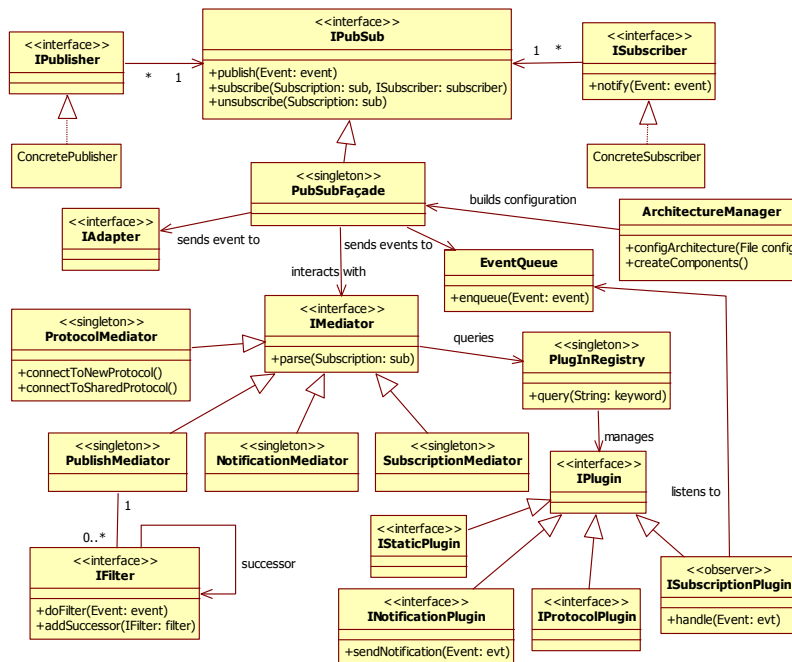 <<interface>>
IPublisher
*
1
<<interface>>
IPubSub
+publish(Event: event)
+subscribe(Subscription: sub, ISubscriber: subscriber)
+unsubscribe(Subscription: sub)
1
*
<<interface>>
ISubscriber
+notify(Event: event)
ConcretePublisher
ConcreteSubscriber
<<singleton>>
PubSubFaçade
builds configuration
ArchitectureManager
+configArchitecture(File config
+createComponents()
<<interface>>
IAdapter
sends event to
sends events to
interacts with
EventQueue
+enqueue(Event: event)
<<singleton>>
ProtocolMediator
+connectToNewProtocol()
+connectToSharedProtocol()
<<interface>>
IMediator
+parse(Subscription: sub)
queries
<<singleton>>
PlugInRegistry
+query(String: keyword)
manages
<<singleton>>
PublishMediator
<<singleton>>
NotificationMediator
<<singleton>>
SubscriptionMediator
<<interface>>
IPlugin
listens to
1
0..*
<<interface>>
IFilter
+doFilter(Event: event)
+addSuccessor(IFilter: filter)
successor
<<interface>>
IStaticPlugin
<<interface>>
INotificationPlugin
+sendNotification(Event: evt)
<<interface>>
IProtocolPlugin
<<observer>>
ISubscriptionPlugin
+handle(Event: evt)